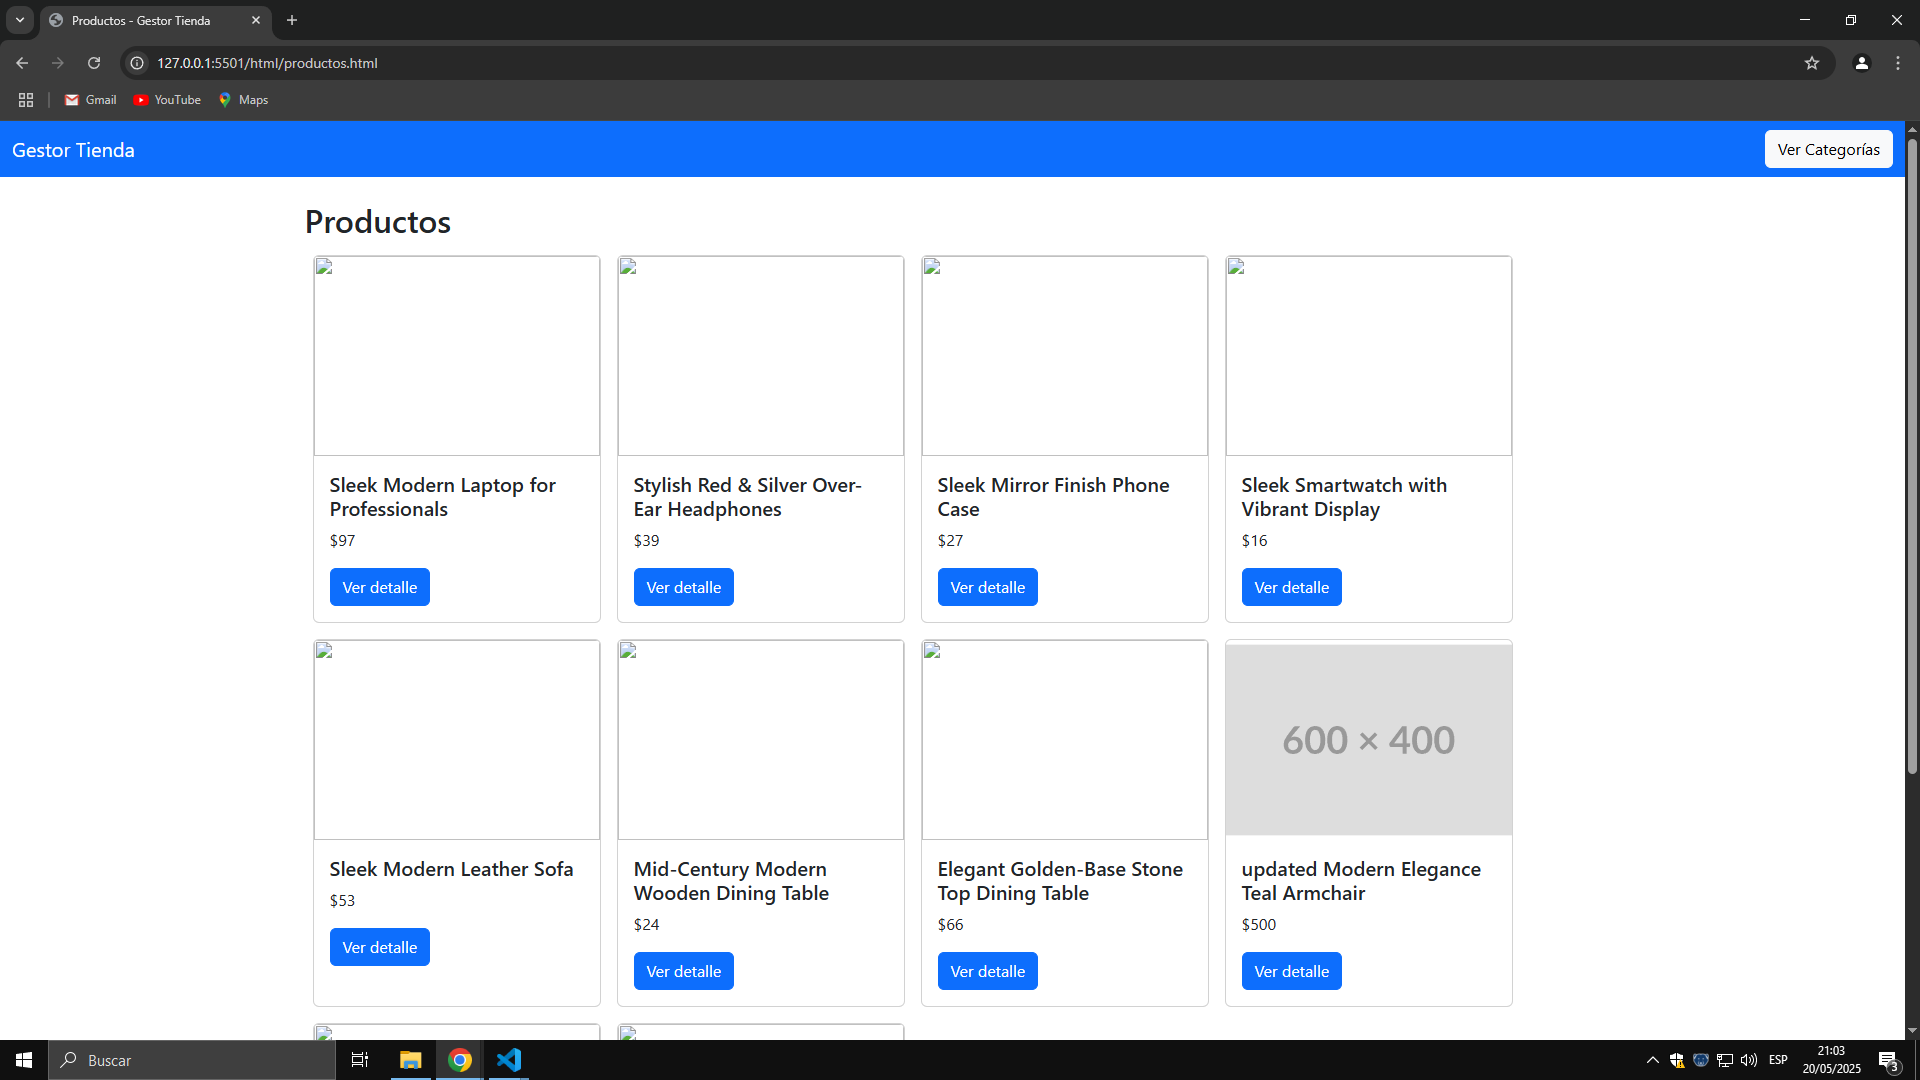 Productos - Gestor Tienda
127.0.0.1:5501/html/productos.html
Gmail
YouTube
Maps
Gestor Tienda
Ver Categorías
Productos
Sleek Modern Laptop for
Professionals
$97
Ver detalle
Stylish Red & Silver Over-
Ear Headphones
$39
Ver detalle
Sleek Mirror Finish Phone
Case
$27
Ver detalle
Sleek Smartwatch with
Vibrant Display
$16
Ver detalle
Sleek Modern Leather Sofa
$53
Ver detalle
Mid-Century Modern
Wooden Dining Table
$24
Ver detalle
Elegant Golden-Base Stone
Top Dining Table
$66
Ver detalle
600 × 400
updated Modern Elegance
Teal Armchair
$500
Ver detalle
Buscar
ESP
21:03
20/05/2025
3